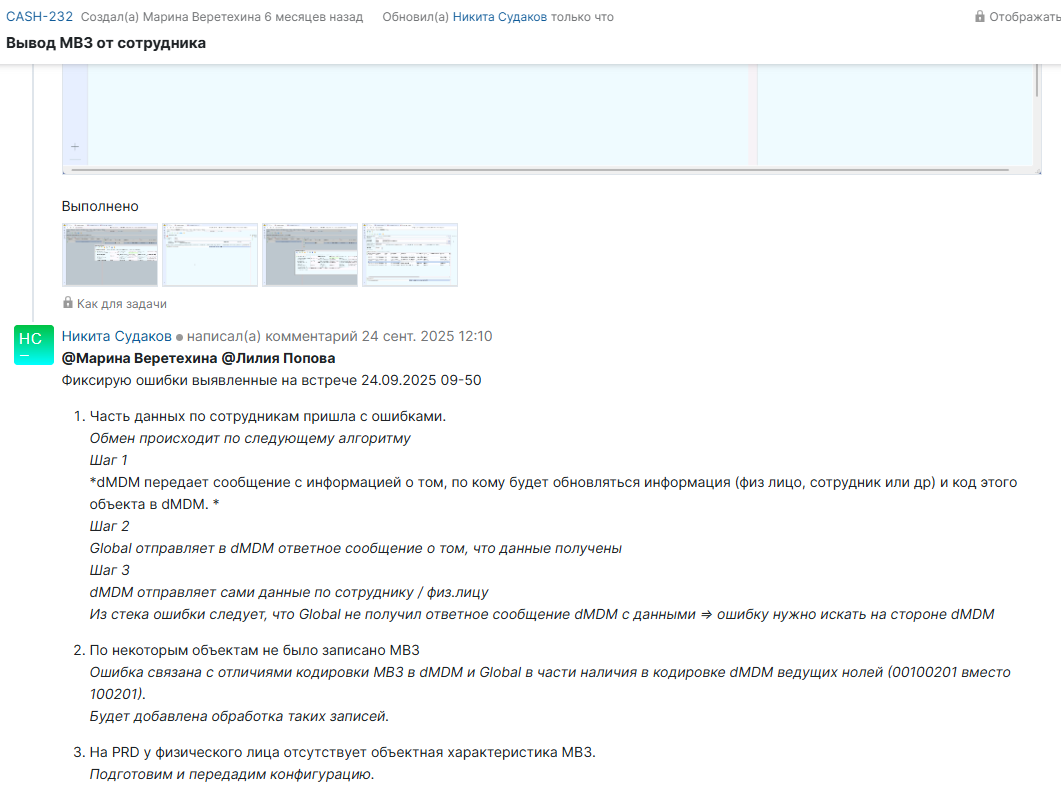 CASH-232 Создал(а) Марина Веретехина 6 месяцев назад Обновил(а) Никита Судаков только что Отображать
Вывод МВЗ от сотрудника
Выполнено
Как для задачи
НС
Никита Судаков написал(а) комментарий 24 сент. 2025 12:10
@Марина Веретехина @Лилия Попова
Фиксирую ошибки выявленные на встрече 24.09.2025 09-50
1. Часть данных по сотрудникам пришла с ошибками.
Обмен происходит по следующему алгоритму
Шаг 1
*dMDM передает сообщение с информацией о том, по кому будет обновляться информация (физ лицо, сотрудник или др) и код этого
объекта в dMDM. *
Шаг 2
Global отправляет в dMDM ответное сообщение о том, что данные получены
Шаг 3
dMDM отправляет сами данные по сотруднику / физ.лицу
Из стека ошибки следует, что Global не получил ответное сообщение dMDM с данными => ошибку нужно искать на стороне dMDM
2. По некоторым объектам не было записано МВЗ
Ошибка связана с отличиями кодировки МВЗ в dMDM и Global в части наличия в кодировке dMDM ведущих нолей (00100201 вместо
100201).
Будет добавлена обработка таких записей.
3. На PRD у физического лица отсутствует объектная характеристика МВЗ.
Подготовим и передадим конфигурацию.